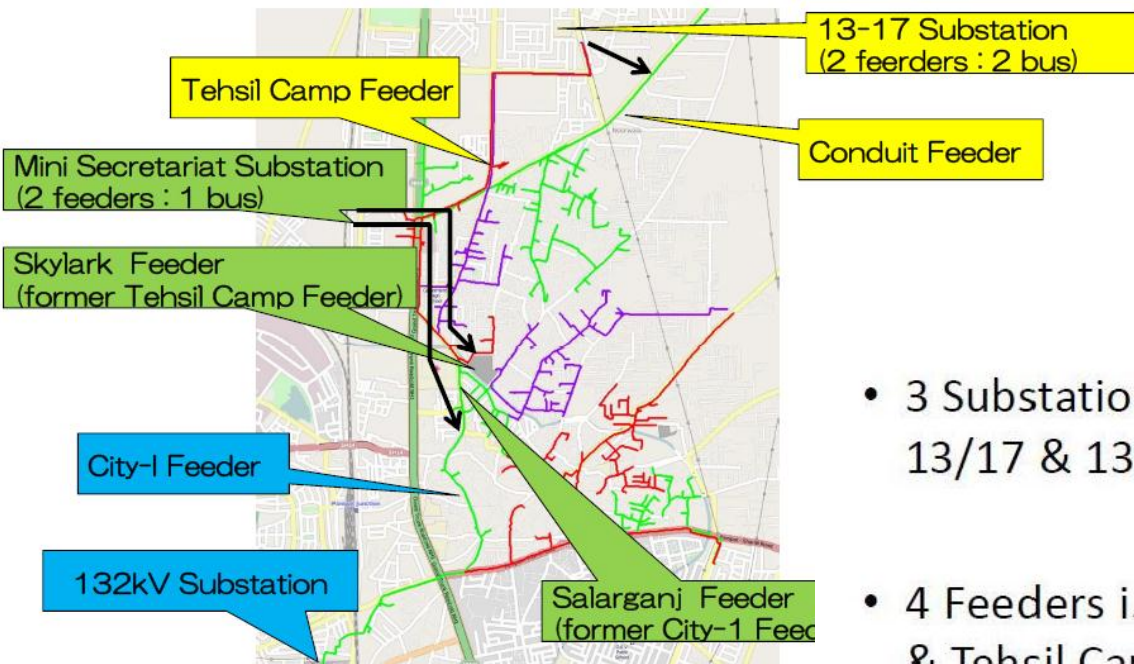 13-17 Substation
(2 feerders : 2 bus)
Tehsil Camp Feeder
Conduit Feeder
Mini Secretariat Substation
(2 feeders : 1 bus)
Skylark Feeder
(former Tehsil Camp Feeder)
City-I Feeder
132kV Substation
Salarganj Feeder
(former City-1 Feed
• 3 Substatio
13/17 & 13
• 4 Feeders i
& Tehsil Ca